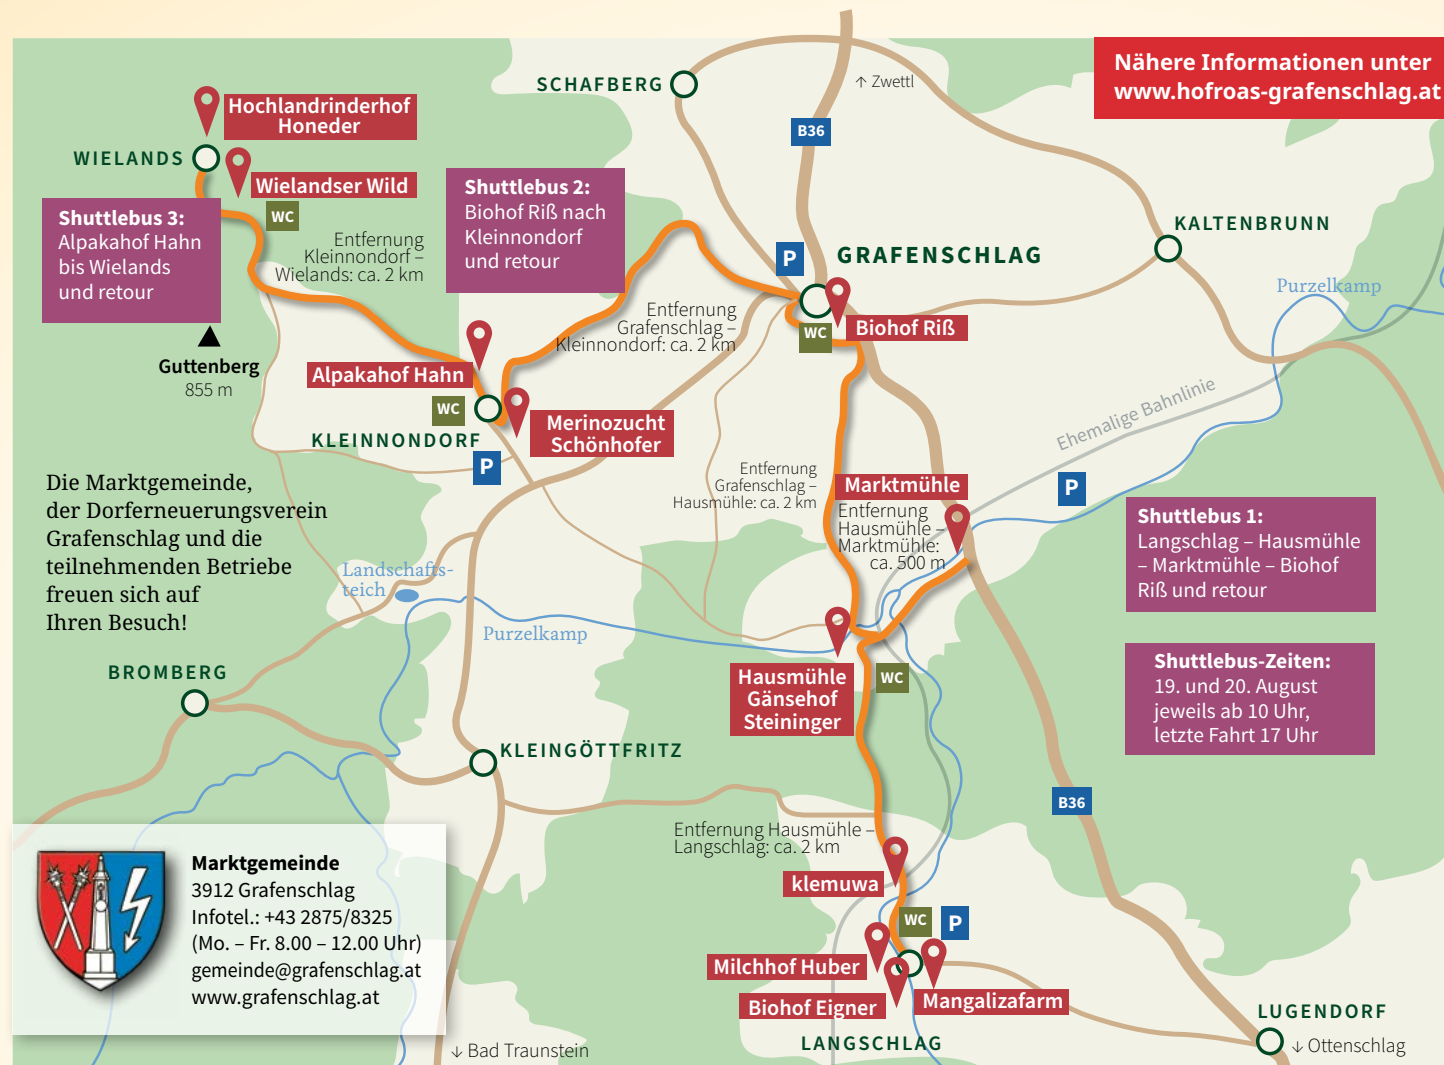 Nähere Informationen unter
www.hofroas-grafenschlag.at
SCHAFBERG
↑ Zwettl
B36
Hochlandrinderhof
Honeder
WIELANDS
Wielandser Wild
WC
Shuttlebus 3:
Alpakahof Hahn
bis Wielands
und retour
Shuttlebus 2:
Biohof Riß nach
Kleinnondorf
und retour
Entfernung
Kleinnondorf –
Wielands: ca. 2 km
KALTENBRUNN
P
GRAFENSCHLAG
Purzelkamp
Entfernung
Grafenschlag –
Kleinnondorf: ca. 2 km
WC
Biohof Riß
Guttenberg
855 m
Alpakahof Hahn
WC
KLEINNONDORF
P
Merinozucht
Schönhofer
Ehemalige Bahnlinie
Entfernung
Grafenschlag –
Hausmühle: ca. 2 km
Marktmühle
Entfernung
Hausmühle –
Marktmühle:
ca. 500 m
P
Shuttlebus 1:
Langschlag – Hausmühle
– Marktmühle – Biohof
Riß und retour
Die Marktgemeinde,
der Dorferneuerungsverein
Grafenschlag und die
teilnehmenden Betriebe
freuen sich auf
Ihren Besuch!
Landschafts-
teich
Purzelkamp
Hausmühle
Gänsehof
Steininger
WC
Shuttlebus-Zeiten:
19. und 20. August
jeweils ab 10 Uhr,
letzte Fahrt 17 Uhr
BROMBERG
KLEINGÖTTFRITZ
B36
Entfernung Hausmühle –
Langschlag: ca. 2 km
klemuwa
WC
P
Milchhof Huber
Biohof Eigner
Mangalizafarm
LANGSCHLAG
LUGENDORF
↓ Ottenschlag
Marktgemeinde
3912 Grafenschlag
Infotel.: +43 2875/8325
(Mo. – Fr. 8.00 – 12.00 Uhr)
gemeinde@grafenschlag.at
www.grafenschlag.at
↓ Bad Traunstein